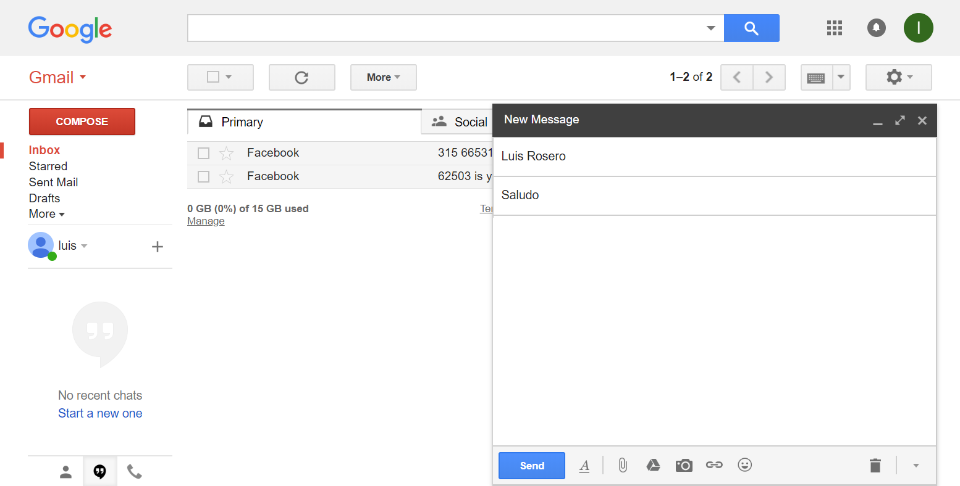 Google
I
Gmail
More
1–2 of 2
COMPOSE
Inbox
Starred
Sent Mail
Drafts
More
luis
No recent chats
Start a new one
Primary
Social
Facebook
315 66531
Facebook
62503 is y
0 GB (0%) of 15 GB used
Manage
New Message
Luis Rosero
Saludo
Send
A